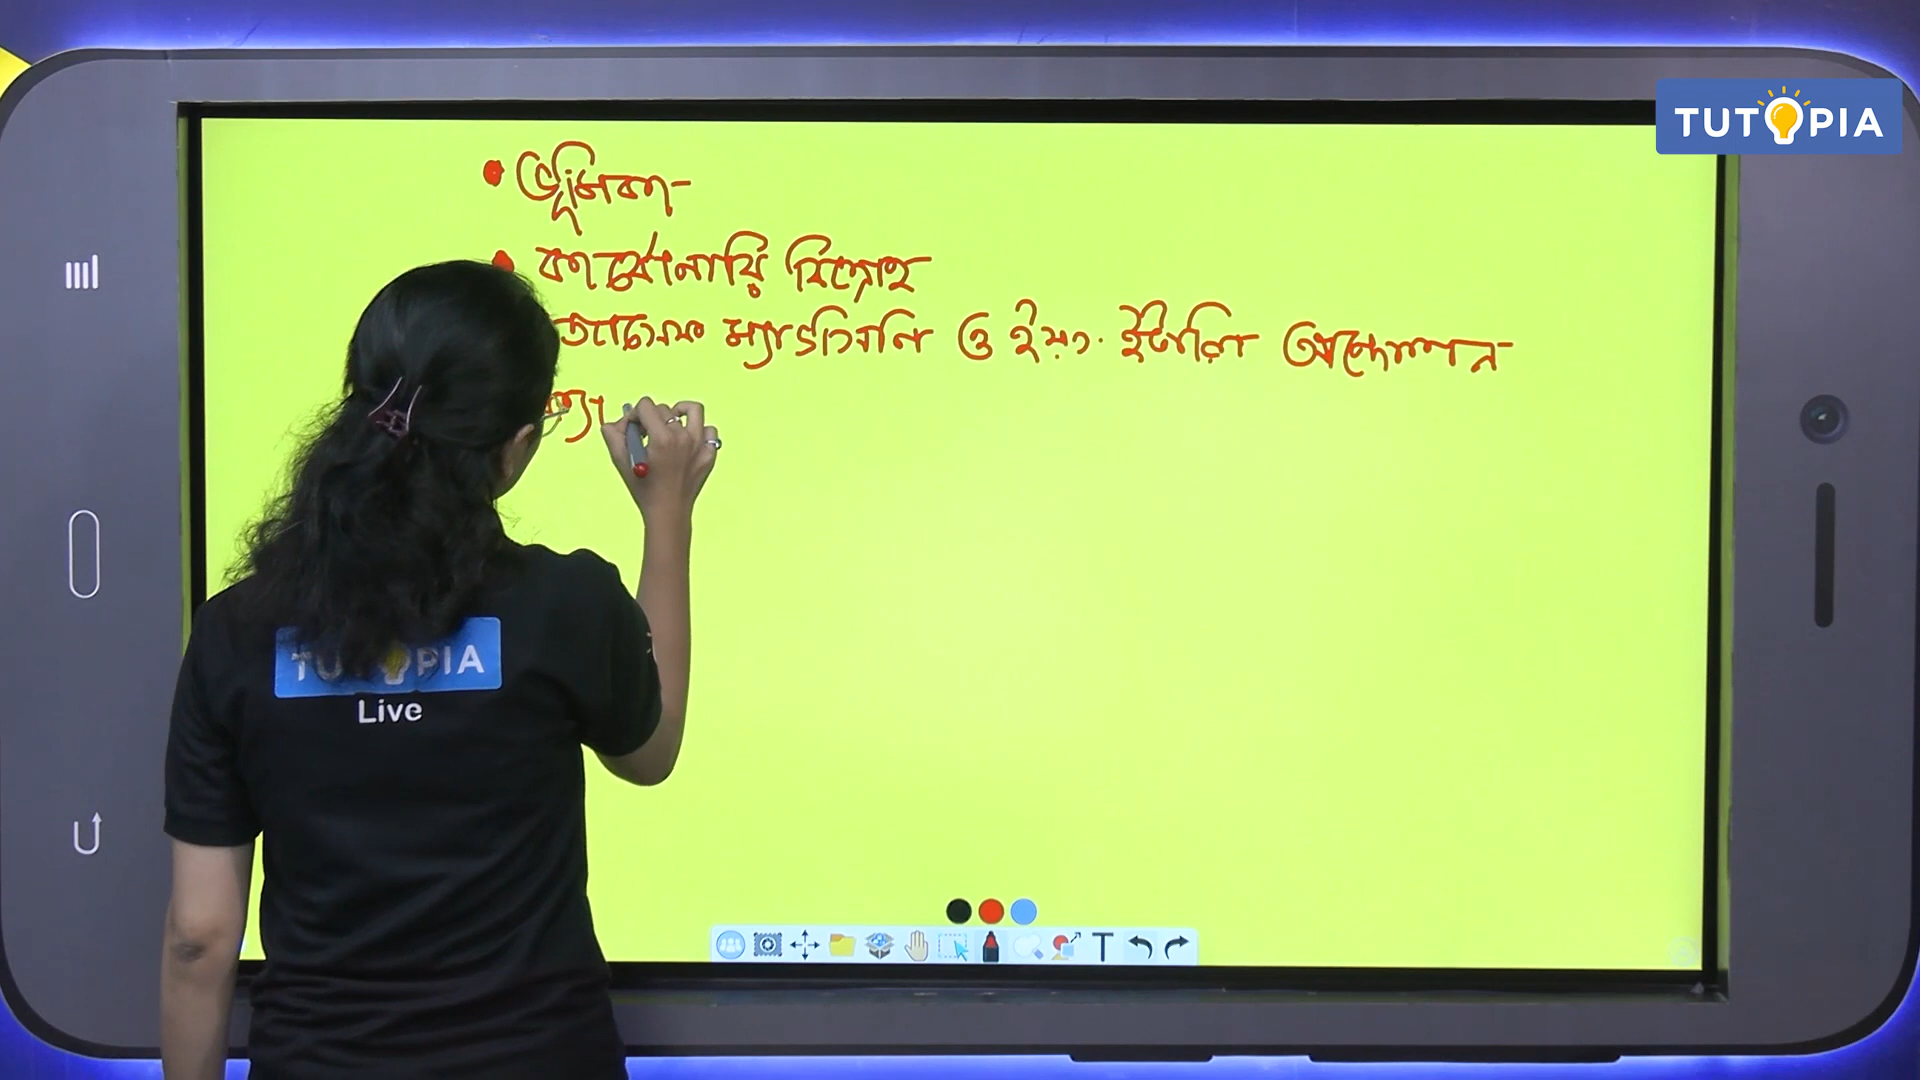 TUTOPIA
• ভূমিকা-
• কার্বোনারি বিদ্রোহ
জোসেফ ম্যাৎসিনি ও ইয়ং ইটালি আন্দোলন
TUTOPIA
Live